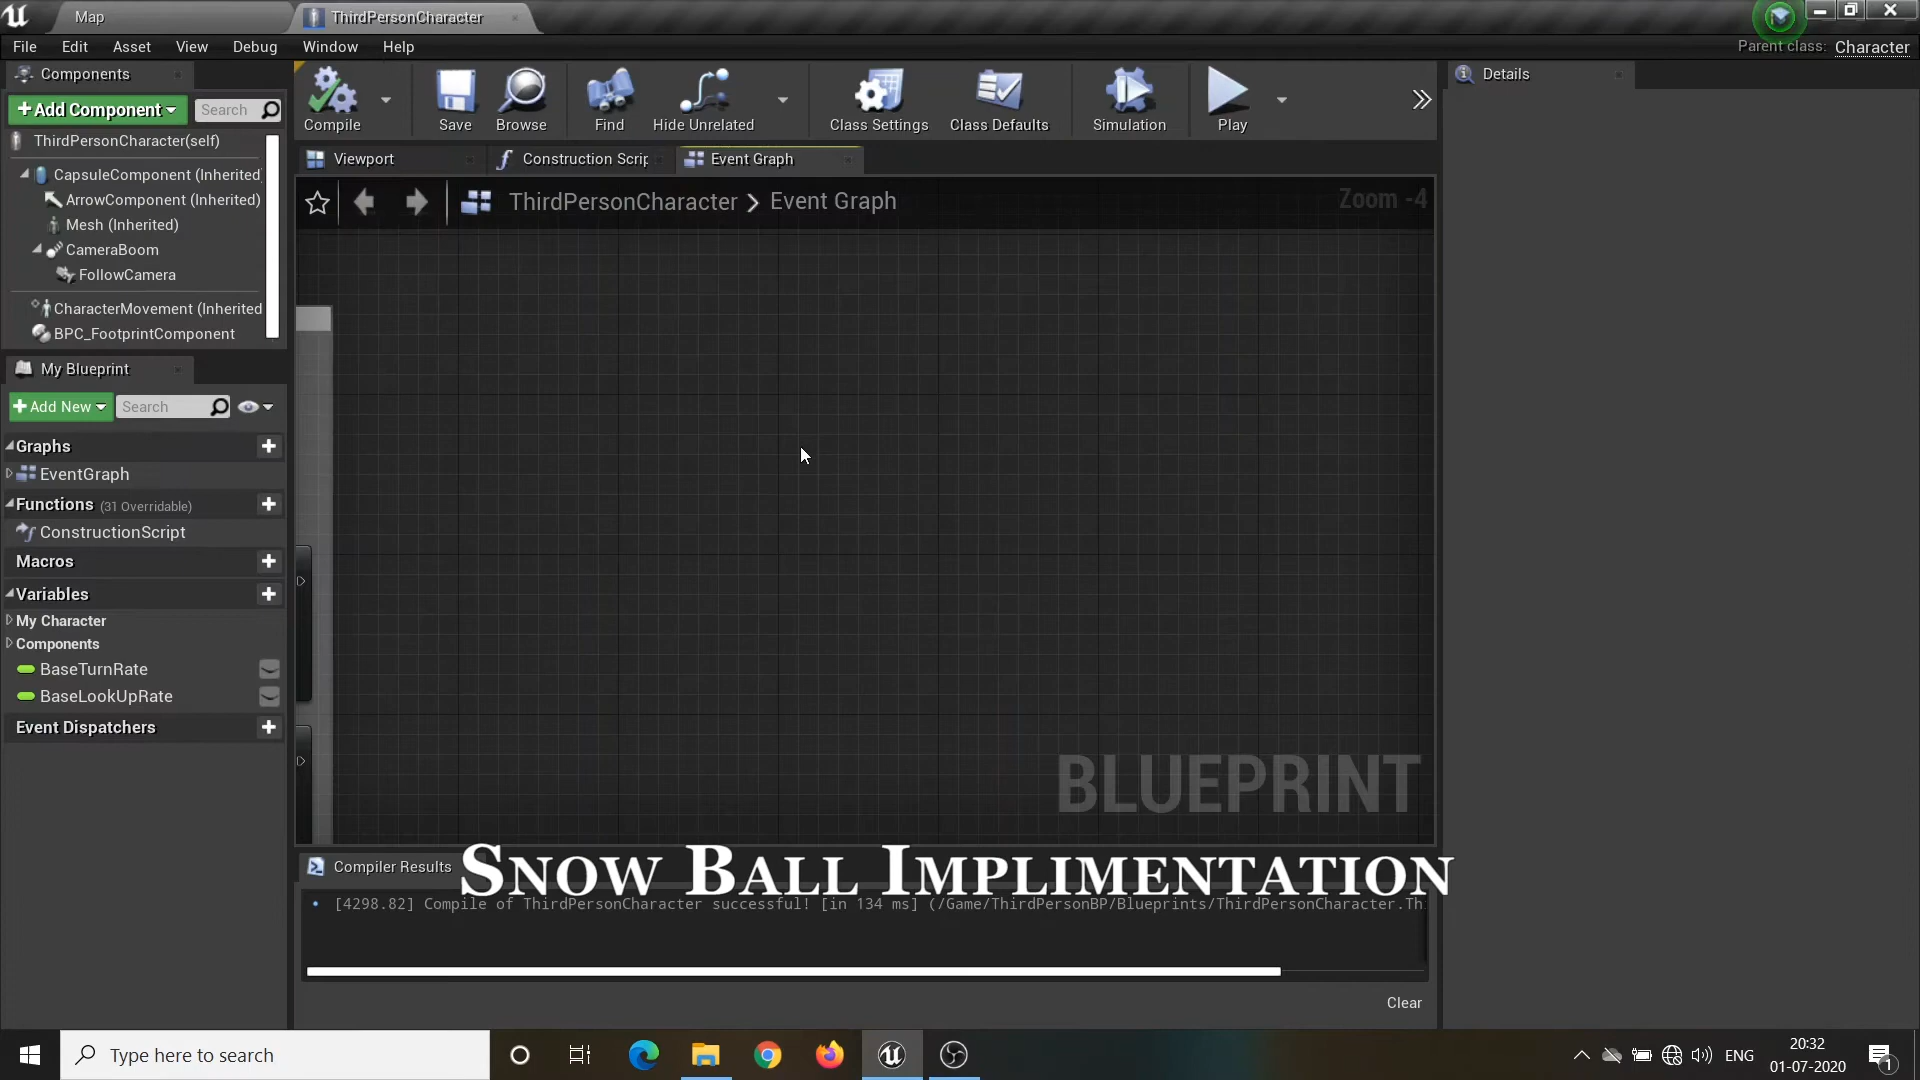 Map
ThirdPersonCharacter
File Edit Asset View Debug Window Help
Parent class: Character
Components
+Add Component
Search
ThirdPersonCharacter(self)
CapsuleComponent (Inherited)
ArrowComponent (Inherited)
Mesh (Inherited)
CameraBoom
FollowCamera
CharacterMovement (Inherited
BPC_FootprintComponent
My Blueprint
+Add New
Search
Graphs
EventGraph
Functions (31 Overridable)
ConstructionScript
Macros
Variables
My Character
Components
BaseTurnRate
BaseLookUpRate
Event Dispatchers
Compile
Save
Browse
Find
Hide Unrelated
Class Settings
Class Defaults
Simulation
Play
Viewport
Construction Scrip
Event Graph
ThirdPersonCharacter > Event Graph
Zoom -4
BLUEPRINT
Compiler Results
Snow Ball Implimentation
[4298.82] Compile of ThirdPersonCharacter successful! [in 134 ms] (/Game/ThirdPersonBP/Blueprints/ThirdPersonCharacter.Th
Clear
Details
Type here to search
ENG
20:32
01-07-2020
1